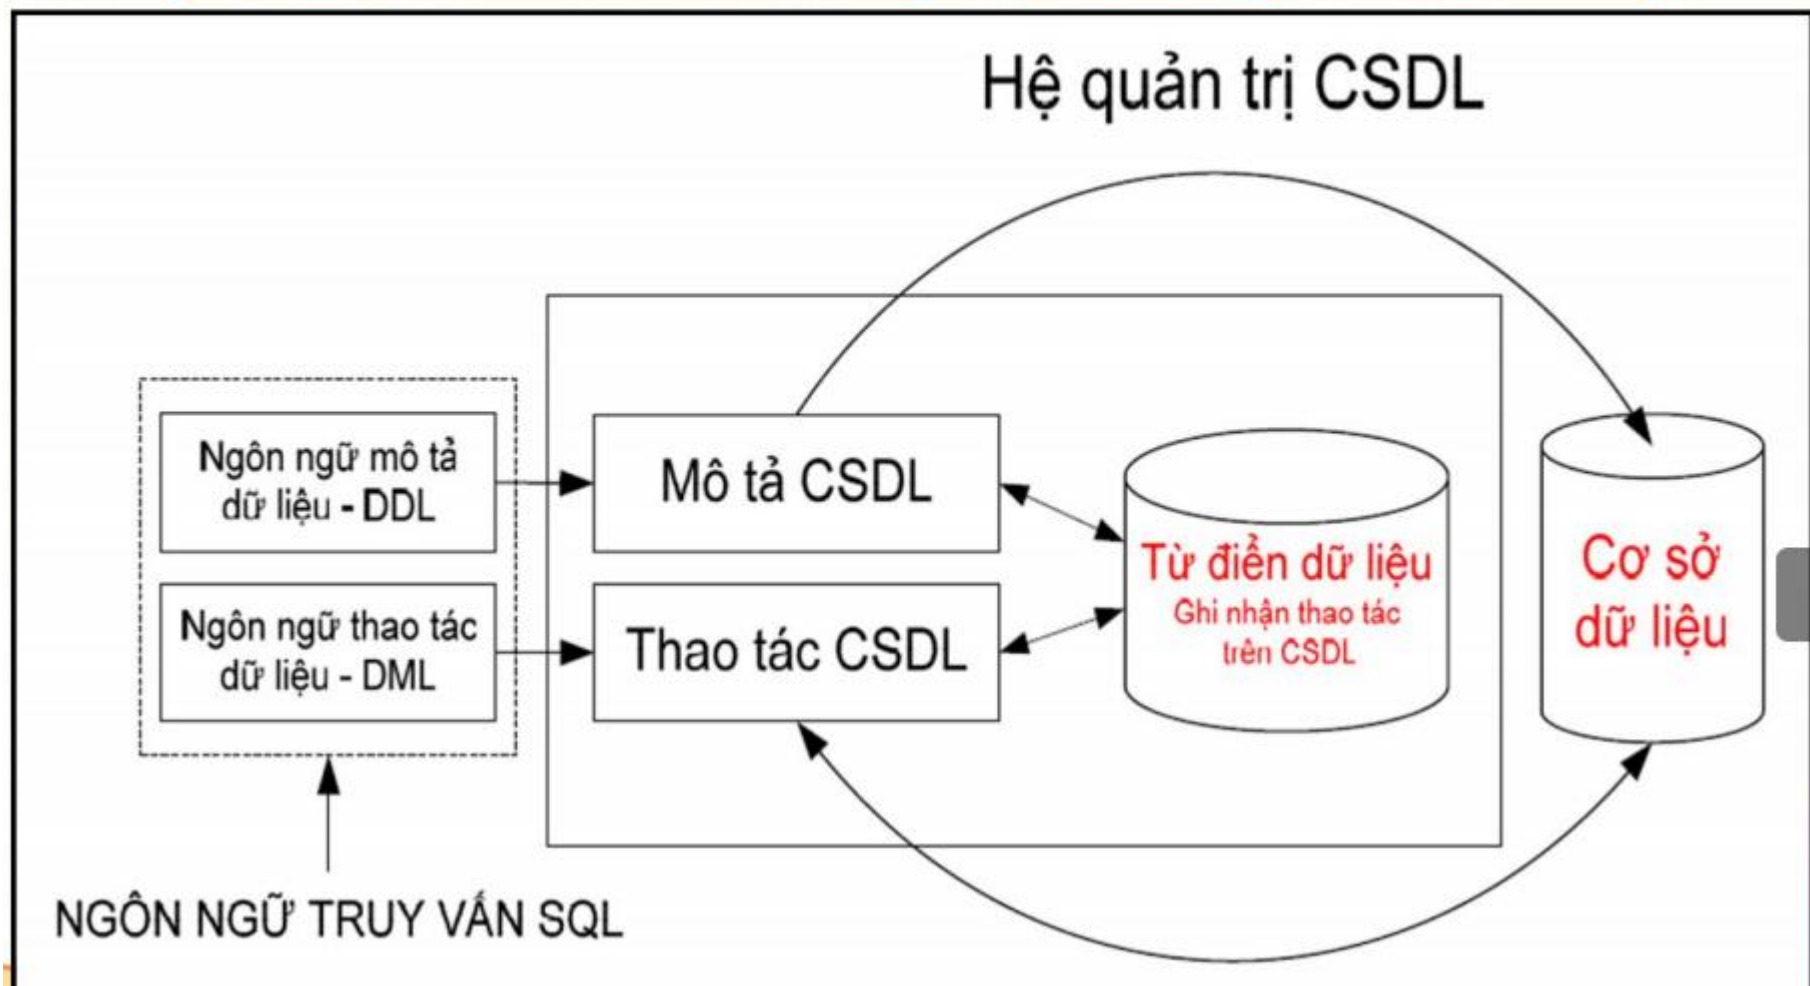 Hệ quản trị CSDL
Ngôn ngữ mô tả
dữ liệu - DDL
Mô tả CSDL
Ngôn ngữ thao tác
dữ liệu - DML
Thao tác CSDL
Từ điển dữ liệu
Ghi nhận thao tác
trên CSDL
Cơ sở
dữ liệu
NGÔN NGỮ TRUY VẤN SQL